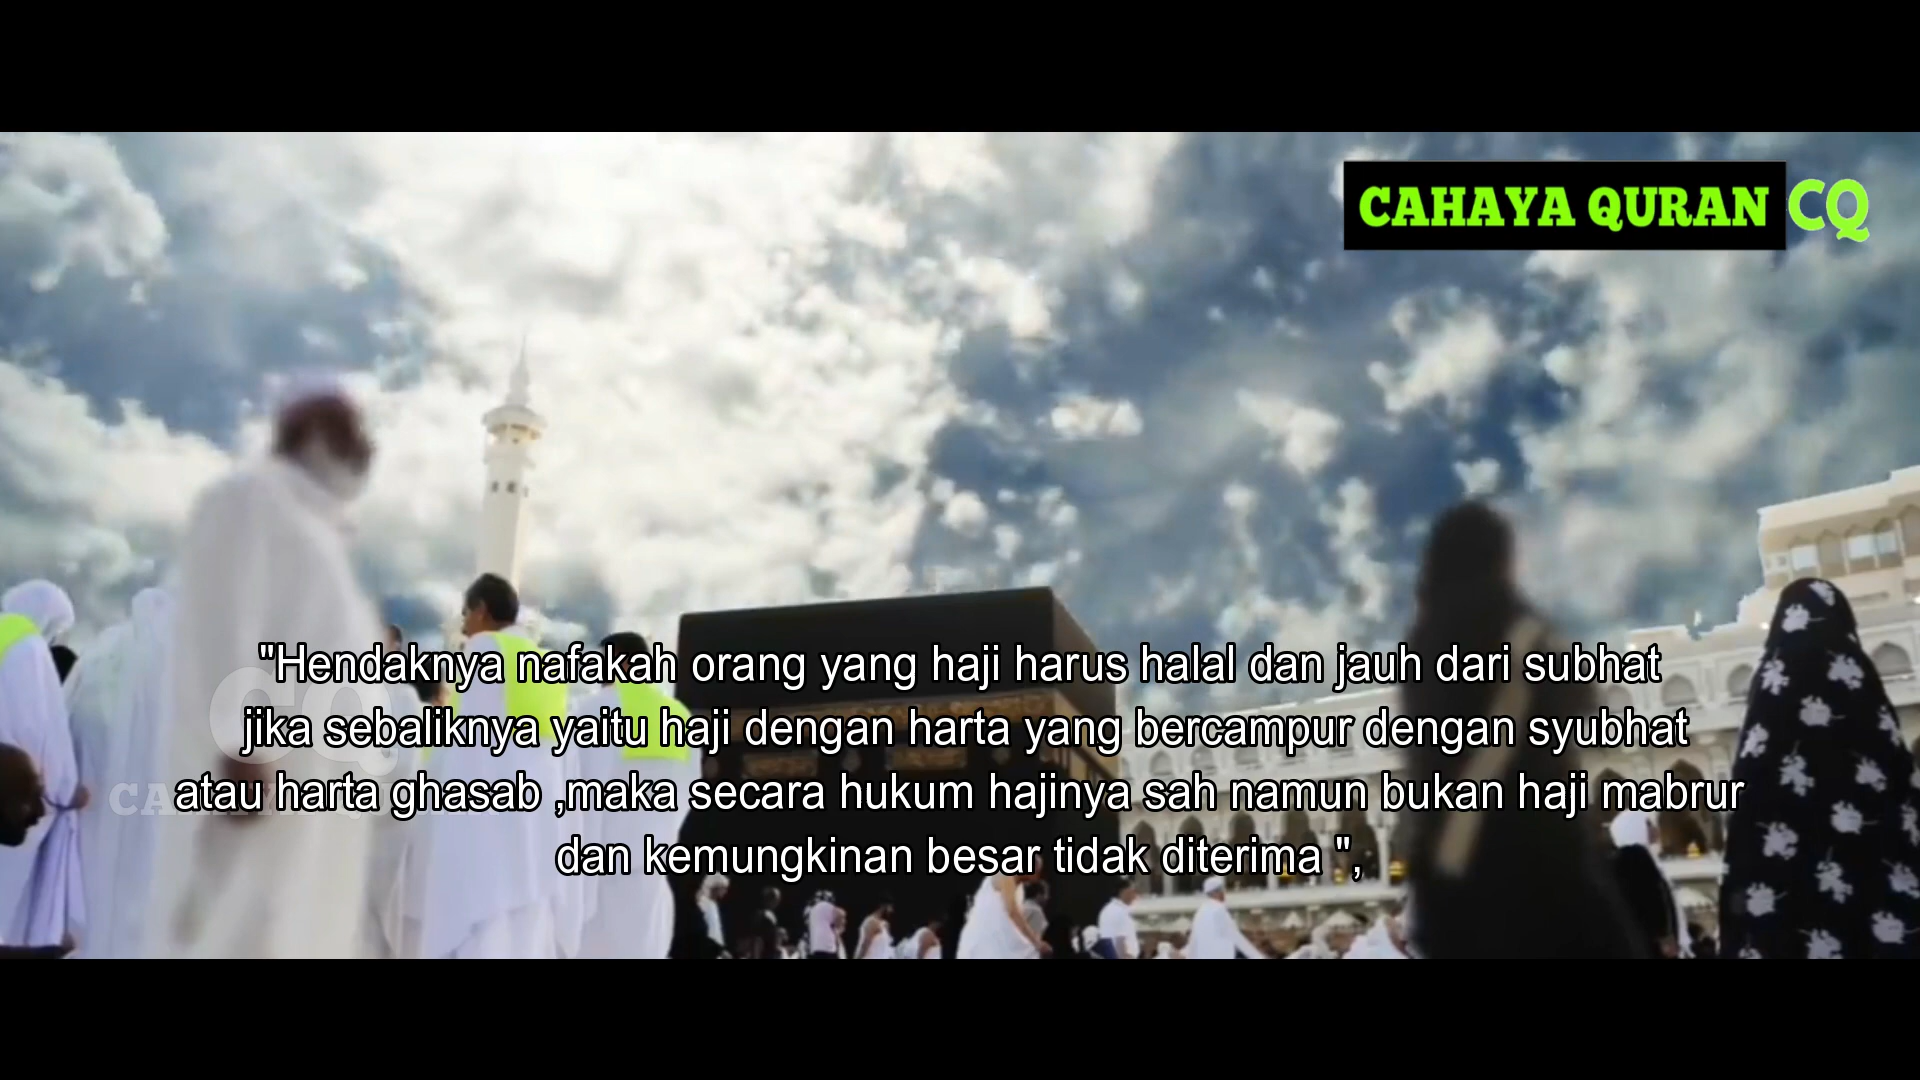 CAHAYA QURAN CQ
"Hendaknya nafakah orang yang haji harus halal dan jauh dari subhat
jika sebaliknya yaitu haji dengan harta yang bercampur dengan syubhat
atau harta ghasab ,maka secara hukum hajinya sah namun bukan haji mabrur
dan kemungkinan besar tidak diterima ",
CQ